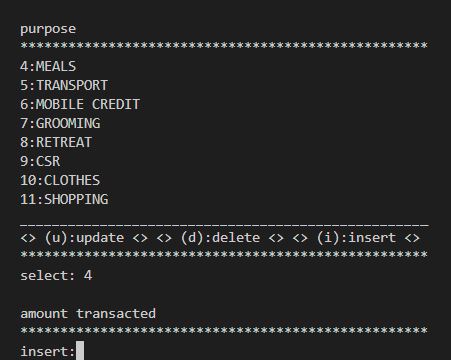 purpose
***************************************************
4:MEALS
5:TRANSPORT
6:MOBILE CREDIT
7:GROOMING
8:RETREAT
9:CSR
10:CLOTHES
11:SHOPPING
___________________________________________________
<> (u):update <> <> (d):delete <> <> (i):insert <>
***************************************************
select: 4
amount transacted
***************************************************
insert: